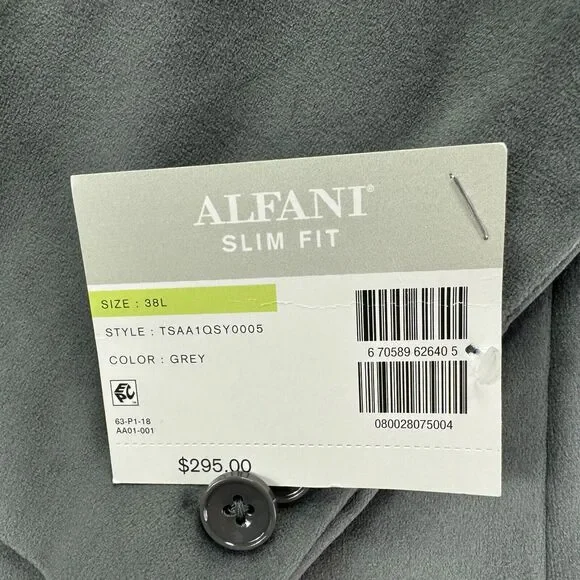 ALFANI®
SLIM FIT
SIZE : 38L
STYLE : TSAA1QSY0005
COLOR : GREY
6 70589 62640 5
EPC
63-P1-18
AA01-001
080028075004
$295.00